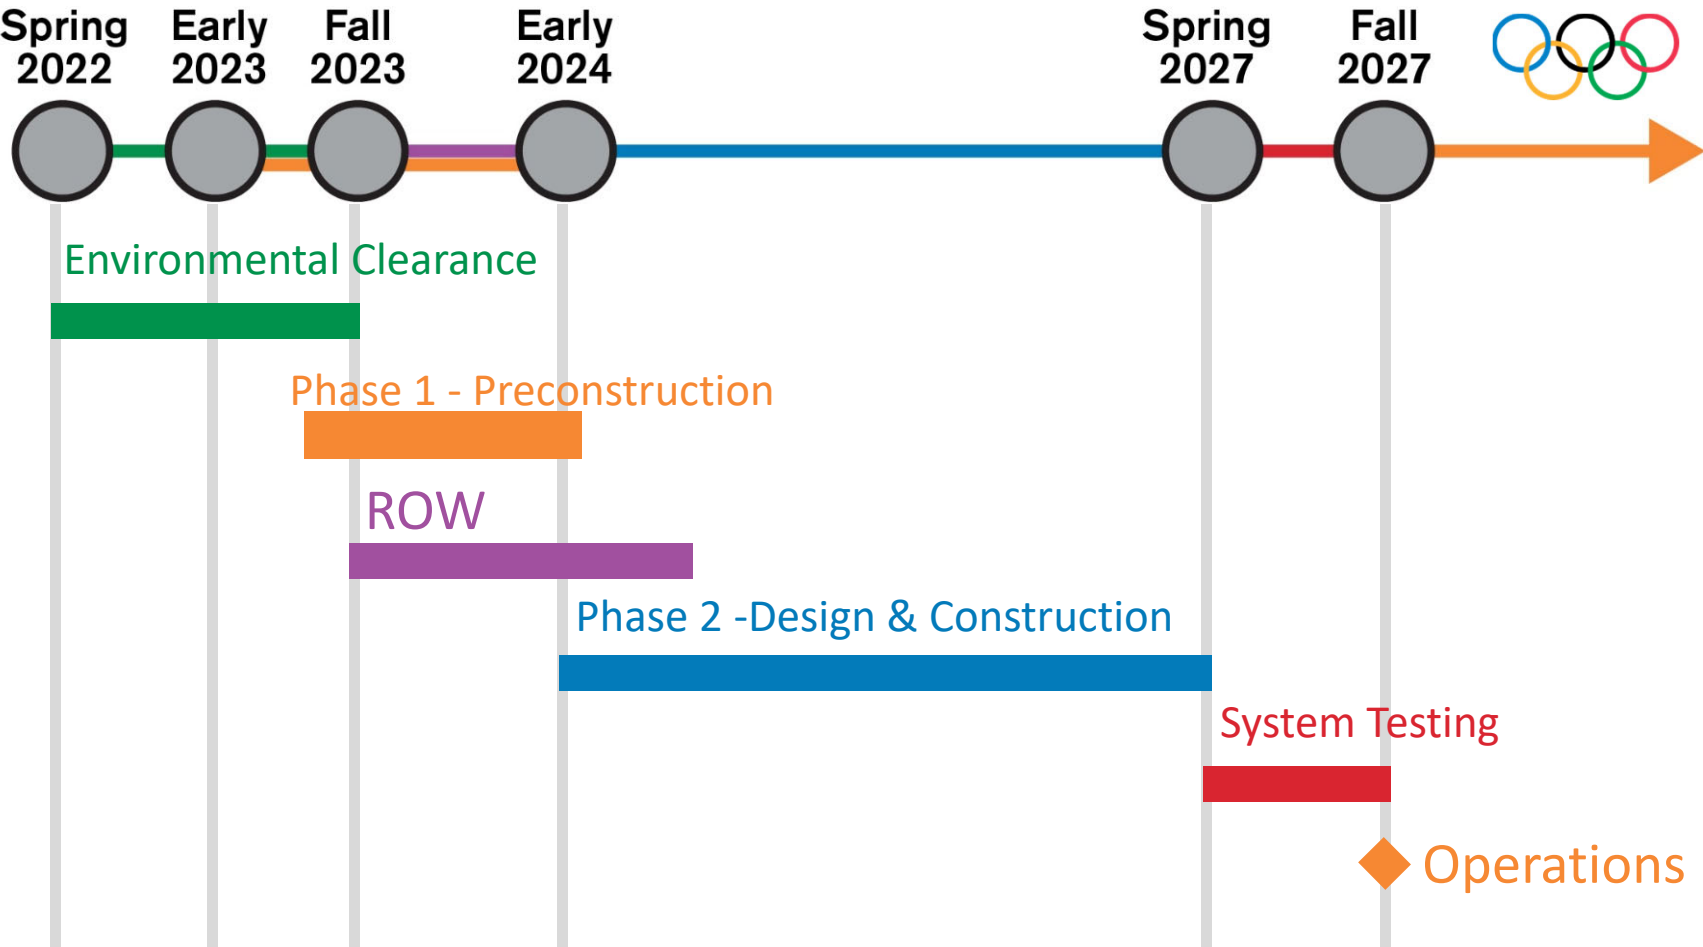 Spring 2022
Early 2023
Fall 2023
Early 2024
Spring 2027
Fall 2027
Environmental Clearance
Phase 1 - Preconstruction
ROW
Phase 2 -Design & Construction
System Testing
Operations